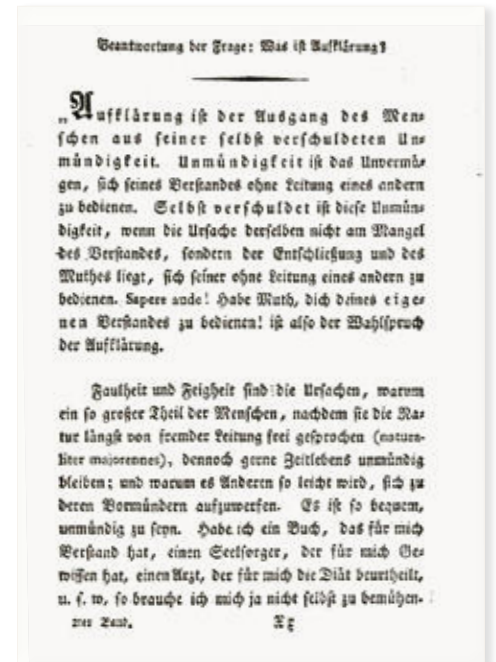 Beantwortung der Frage: Was ist Aufklärung?
„Aufklärung ist der Ausgang des Men⸗
schen aus seiner selbst verschuldeten Un⸗
mündigkeit. Unmündigkeit ist das Unvermö⸗
gen, sich seines Verstandes ohne Leitung eines andern
zu bedienen. Selbst verschuldet ist diese Unmün⸗
digkeit, wenn die Ursache derselben nicht am Mangel
des Verstandes, sondern der Entschließung und des
Muthes liegt, sich seiner ohne Leitung eines andern zu
bedienen. Sapere aude! Habe Muth, dich deines eige⸗
nen Verstandes zu bedienen! ist also der Wahlspruch
der Aufklärung.
Faulheit und Feigheit sind die Ursachen, warum
ein so großer Theil der Menschen, nachdem sie die Na⸗
tur längst von fremder Leitung frei gesprochen (natura-
liter majorennes), dennoch gerne Zeitlebens unmündig
bleiben; und warum es Anderen so leicht wird, sich zu
deren Vormündern aufzuwerfen. Es ist so bequem,
unmündig zu seyn. Habe ich ein Buch, das für mich
Verstand hat, einen Seelsorger, der für mich Ge⸗
wissen hat, einen Arzt, der für mich die Diät beurtheilt,
u. s. w, so brauche ich mich ja nicht selbst zu bemühen.
2tes Band.